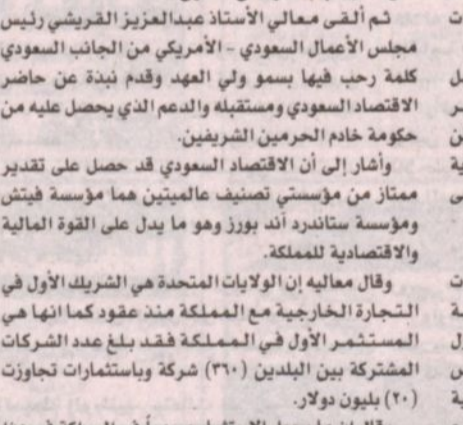 ثم ألقى معالي الأستاذ عبدالعزيز القريشي رئيس
مجلس الأعمال السعودي - الأمريكي من الجانب السعودي
كلمة رحب فيها بسمو ولي العهد وقدم نبذة عن حاضر
الاقتصاد السعودي ومستقبله والدعم الذي يحصل عليه من
حكومة خادم الحرمين الشريفين.
وأشار إلى أن الاقتصاد السعودي قد حصل على تقدير
ممتاز من مؤسستي تصنيف عالميتين هما مؤسسة فيتش
ومؤسسة ستاندرد أند بورز وهو ما يدل على القوة المالية
والاقتصادية للمملكة.
وقال معاليه إن الولايات المتحدة هي الشريك الأول في
التجارة الخارجية مع المملكة منذ عقود كما انها هي
المستثمر الأول في المملكة فقد بلغ عدد الشركات
المشتركة بين البلدين (٣٦٠) شركة وباستثمارات تجاوزت
(٢٠) بليون دولار.